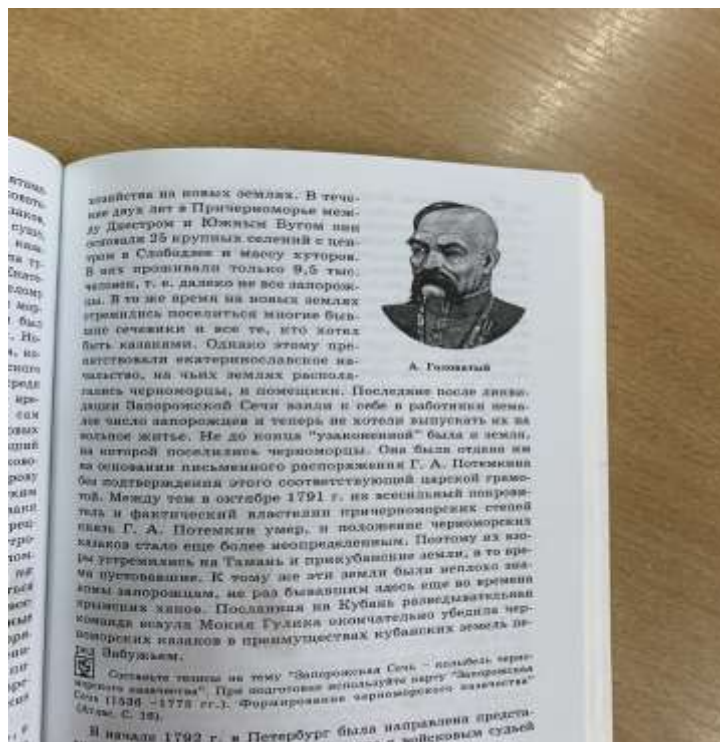 хозяйства на новых землях. В тече-
ние двух лет в Причерноморье меж-
ду Днестром и Южным Бугом они
основали 25 крупных селений с цен-
тром в Слободзее и массу хуторов.
В них проживали только 9,5 тыс.
человек, т. е. далеко не все запорож-
цы. В то же время на новых землях
стремились поселиться многие быв-
шие сечевики и все те, кто хотел
быть казаками. Однако этому пре-
пятствовали екатеринославское на-
чальство, на чьих землях распола-
гались черноморцы, и помещики. Последние после ликви-
дации Запорожской Сечи взяли к себе в работники нема-
лое число запорожцев и теперь не хотели выпускать их на
вольное житье. Не до конца "узаконенной" была и земля,
на которой поселились черноморцы. Она была отдана им
на основании письменного распоряжения Г. А. Потемкина
без подтверждения этого соответствующей царской грамо-
той. Между тем в октябре 1791 г. их всесильный покрови-
тель и фактический властелин причерноморских степей
князь Г. А. Потемкин умер, и положение черноморских
казаков стало еще более неопределенным. Поэтому их взо-
ры устремились на Тамань и прикубанские земли, в то вре-
мя пустовавшие. К тому же эти земли были неплохо зна-
комы запорожцам, не раз бывавшим здесь еще во времена
крымских ханов. Посланная на Кубань разведывательная
команда есаула Мокия Гулика окончательно убедила чер-
номорских казаков в преимуществах кубанских земель пе-
ред Забужьем.
А. Головатый
Составьте тезисы на тему "Запорожская Сечь – колыбель черно-
морского казачества". При подготовке используйте карту "Запорожская
Сечь (1536 –1775 гг.). Формирование черноморского казачества"
(Атлас. С. 16).
В начале 1792 г. в Петербург была направлена предста-
войсковым судьей